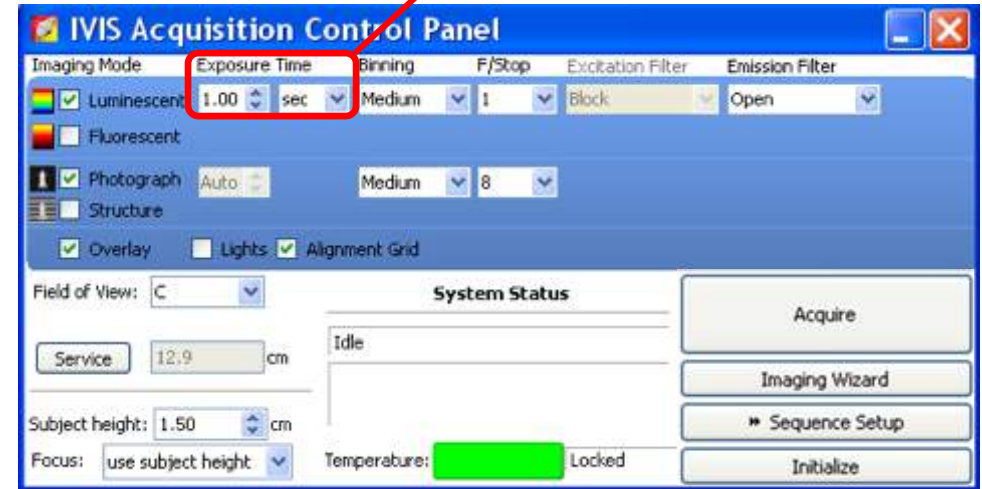 IVIS Acquisition Control Panel
Imaging Mode Exposure Time Binning F/Stop Excitation Filter Emission Filter
Luminescent 1.00 sec Medium 1 Block Open
Fluorescent
Photograph Auto Medium 8
Structure
Overlay Lights Alignment Grid
Field of View: C System Status Acquire
Idle
Service 12.9 cm
Imaging Wizard
Subject height: 1.50 cm » Sequence Setup
Focus: use subject height Temperature: Locked Initialize